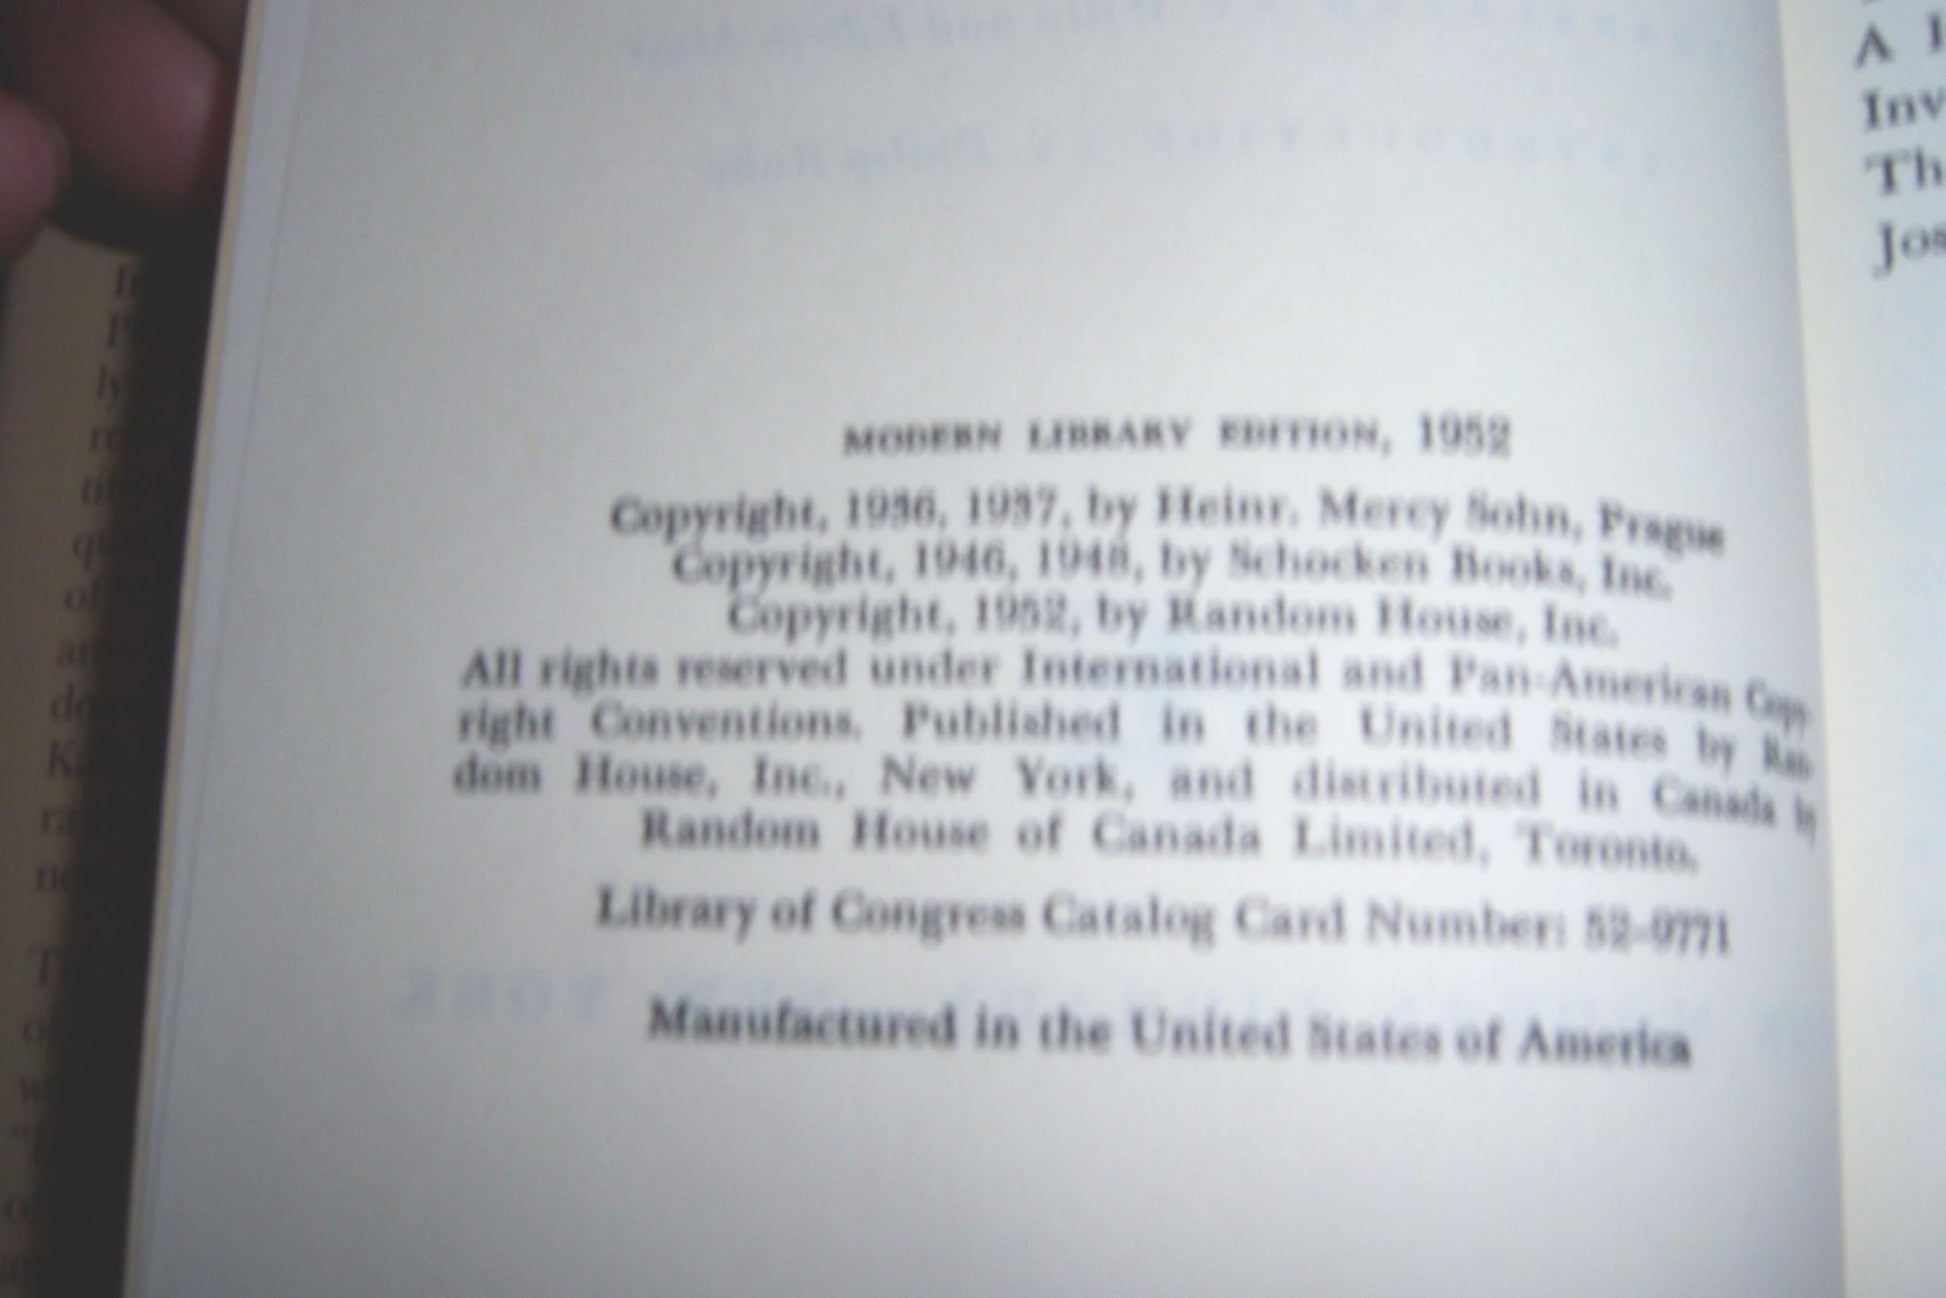 MODERN LIBRARY EDITION, 1952
Copyright, 1936, 1937, by Heinr. Mercy Sohn, Prague
Copyright, 1946, 1948, by Schocken Books, Inc.
Copyright, 1952, by Random House, Inc.
All rights reserved under International and Pan-American Copy-
right Conventions. Published in the United States by Ran-
dom House, Inc., New York, and distributed in Canada by
Random House of Canada Limited, Toronto.
Library of Congress Catalog Card Number: 52-9771
Manufactured in the United States of America
A
Inv
Th
Jos